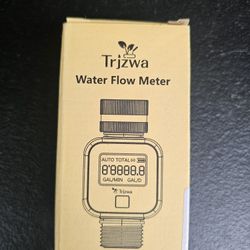 Trjzwa
Water Flow Meter
AUTO TOTAL
8'8888.8
GAL/MIN GAL/D
Trjzwa